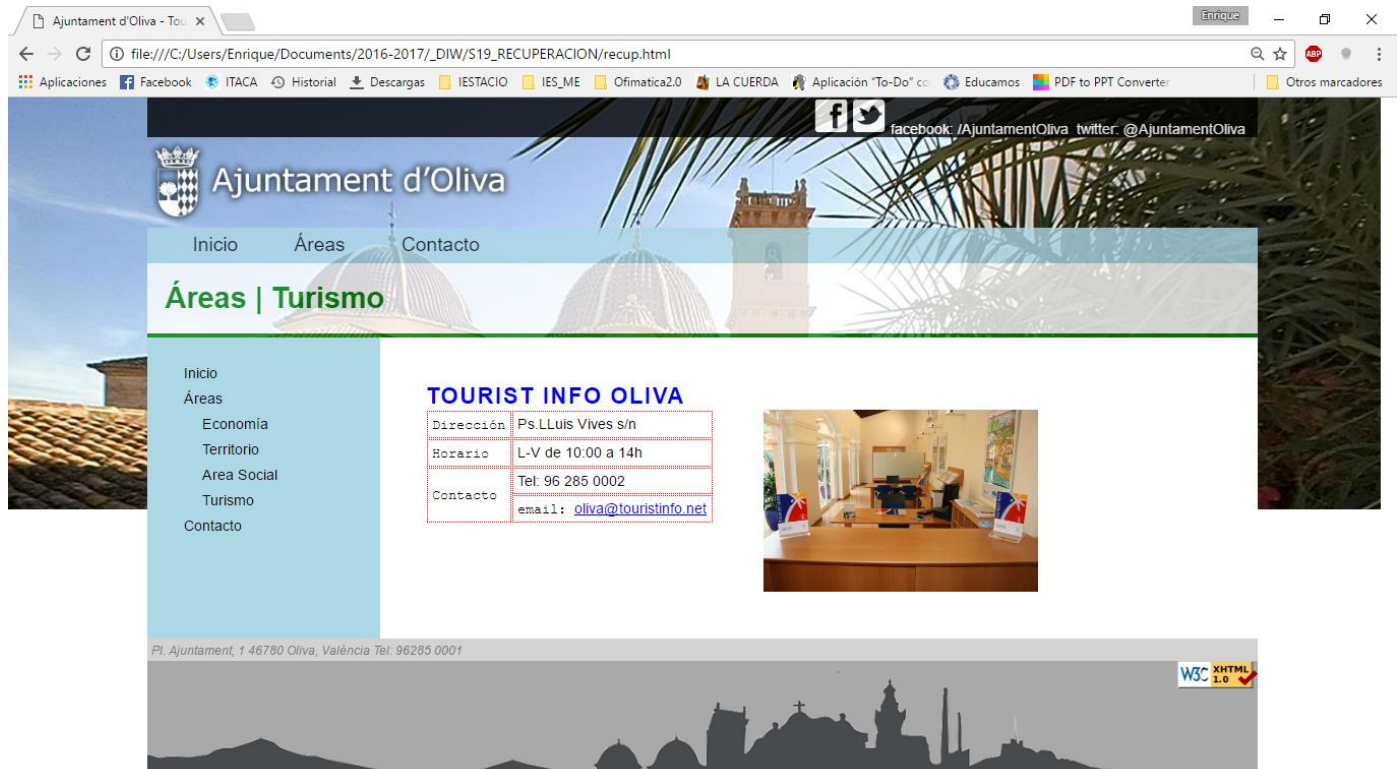 Ajuntament d'Oliva - Tou
Enrique
file:///C:/Users/Enrique/Documents/2016-2017/_DIW/S19_RECUPERACION/recup.html
ABP
Aplicaciones Facebook ITACA Historial Descargas IESTACIO IES_ME Ofimatica2.0 LA CUERDA Aplicación "To-Do" co Educamos PDF to PPT Converter Otros marcadores
facebook: /AjuntamentOliva twitter: @AjuntamentOliva
Ajuntament d'Oliva
Inicio Áreas Contacto
Áreas | Turismo
Inicio
Áreas
Economía
Territorio
Area Social
Turismo
Contacto
TOURIST INFO OLIVA
Dirección Ps.LLuis Vives s/n
Horario L-V de 10:00 a 14h
Contacto Tel: 96 285 0002
email: oliva@touristinfo.net
Pl. Ajuntament, 1 46780 Oliva, València Tel: 96285 0001
W3C XHTML 1.0